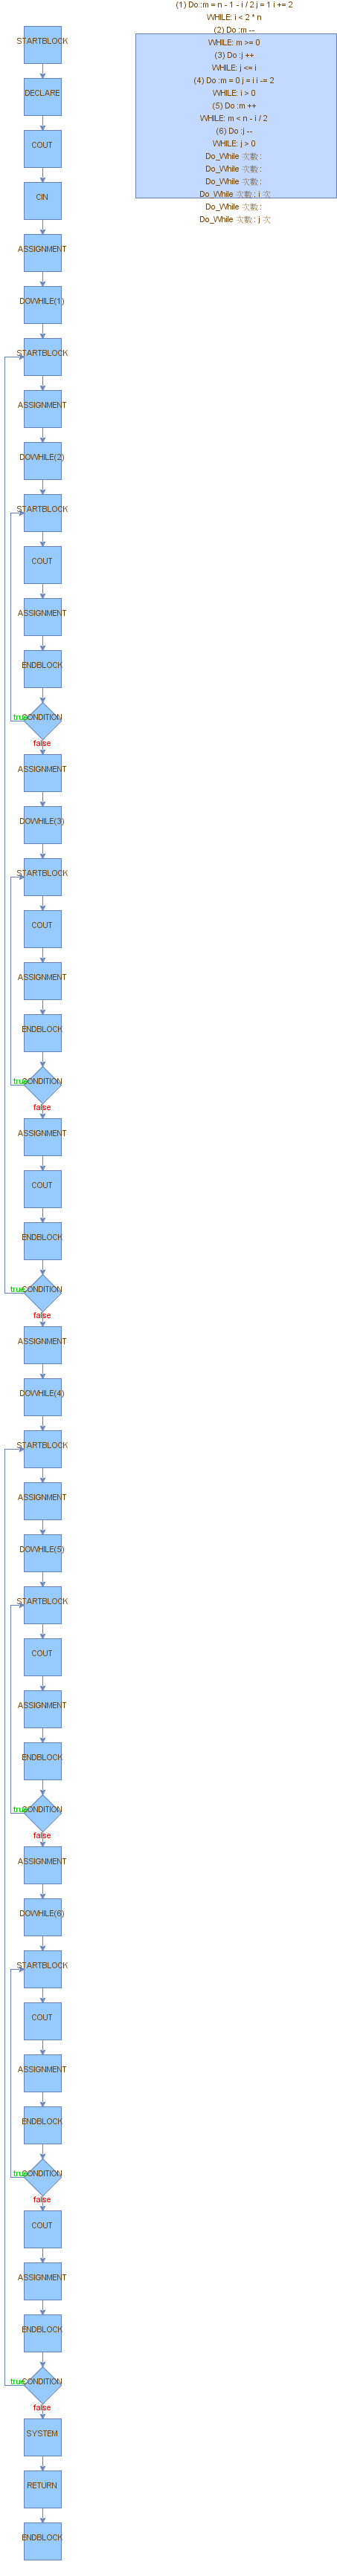 (1) Do :m = n - 1 - i / 2 j = 1 i += 2
WHILE: i < 2 * n
(2) Do :m --
WHILE: m >= 0
(3) Do :j ++
WHILE: j <= i
(4) Do :m = 0 j = i i -= 2
WHILE: i > 0
(5) Do :m ++
WHILE: m < n - i / 2
(6) Do :j --
WHILE: j > 0
Do_While 次數 :
Do_While 次數 :
Do_While 次數 :
Do_While 次數 : i 次
Do_While 次數 :
Do_While 次數 : j 次
STARTBLOCK
DECLARE
COUT
CIN
ASSIGNMENT
DOWHILE(1)
STARTBLOCK
ASSIGNMENT
DOWHILE(2)
STARTBLOCK
COUT
ASSIGNMENT
ENDBLOCK
true CONDITION
false
ASSIGNMENT
DOWHILE(3)
STARTBLOCK
COUT
ASSIGNMENT
ENDBLOCK
true CONDITION
false
ASSIGNMENT
COUT
ENDBLOCK
true CONDITION
false
ASSIGNMENT
DOWHILE(4)
STARTBLOCK
ASSIGNMENT
DOWHILE(5)
STARTBLOCK
COUT
ASSIGNMENT
ENDBLOCK
true CONDITION
false
ASSIGNMENT
DOWHILE(6)
STARTBLOCK
COUT
ASSIGNMENT
ENDBLOCK
true CONDITION
false
COUT
ASSIGNMENT
ENDBLOCK
true CONDITION
false
SYSTEM
RETURN
ENDBLOCK